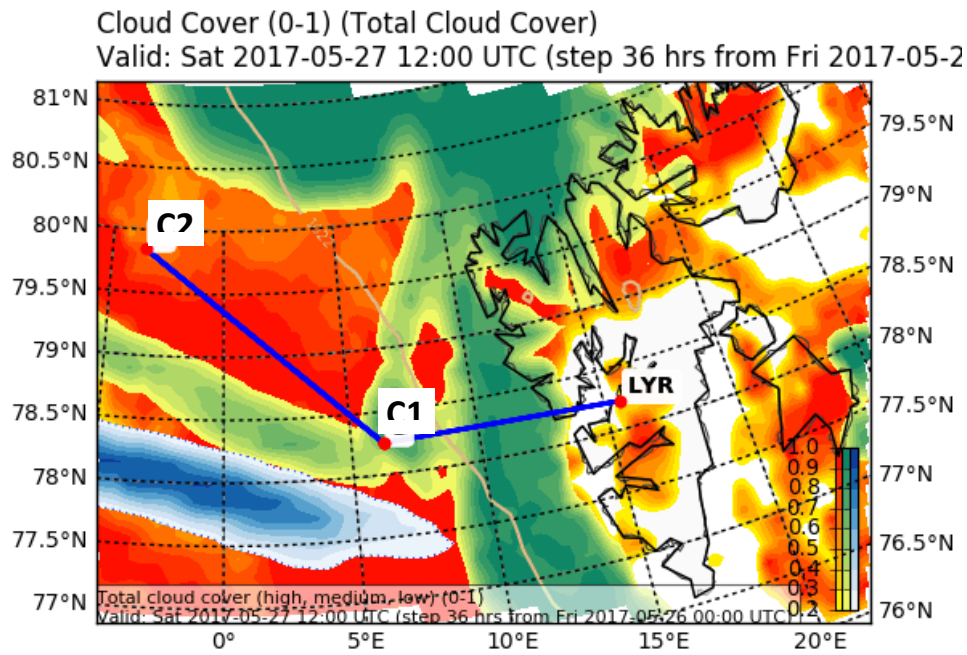 Cloud Cover (0-1) (Total Cloud Cover)
Valid: Sat 2017-05-27 12:00 UTC (step 36 hrs from Fri 2017-05-2
81°N
80.5°N
80°N
79.5°N
79°N
78.5°N
78°N
77.5°N
77°N
79.5°N
79°N
78.5°N
78°N
77.5°N
77°N
76.5°N
76°N
C2
C1
LYR
1.0
0.9
0.8
0.7
0.6
0.5
0.4
0.3
0.2
Total cloud cover (high, medium, low) (0-1)
Valid: Sat 2017-05-27 12:00 UTC (step 36 hrs from Fri 2017-05-26 00:00 UTC)
0°
5°E
10°E
15°E
20°E